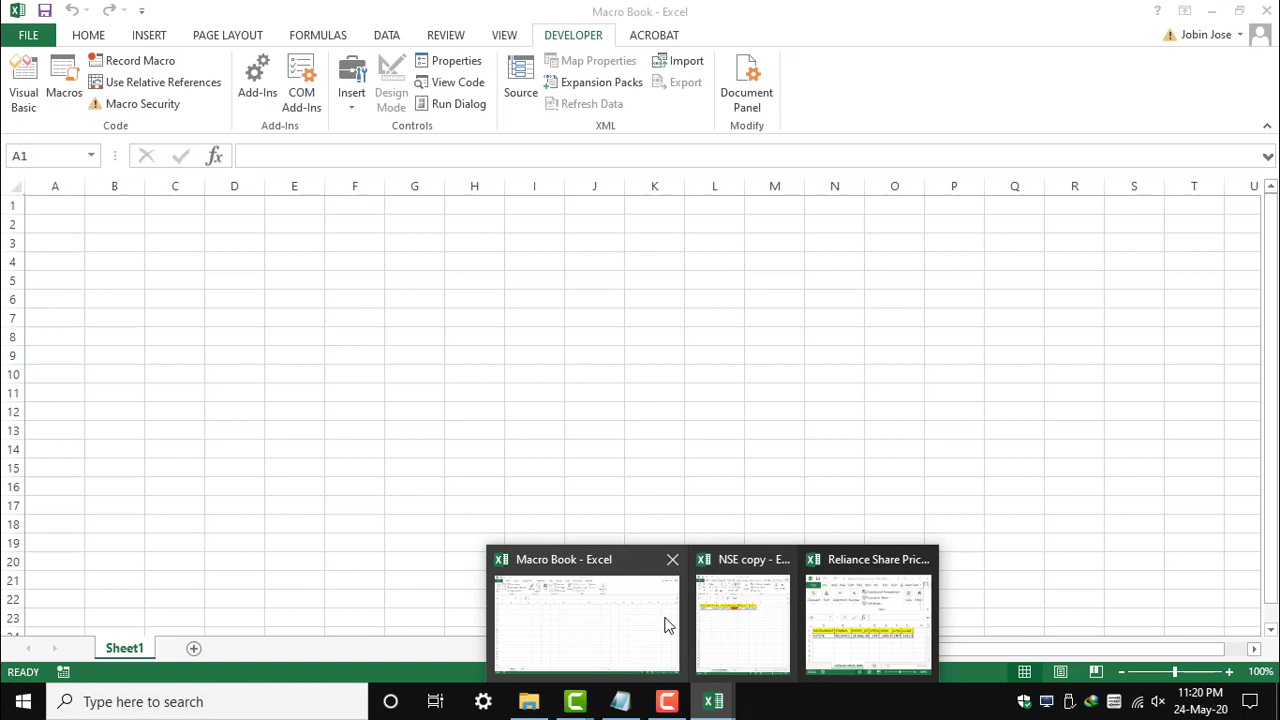 Macro Book - Excel
FILE HOME INSERT PAGE LAYOUT FORMULAS DATA REVIEW VIEW DEVELOPER ACROBAT Jobin Jose
Visual Basic
Macros
Record Macro
Use Relative References
Macro Security
Code
Add-Ins
COM Add-Ins
Add-Ins
Insert
Design Mode
Properties
View Code
Run Dialog
Controls
Source
Map Properties
Expansion Packs
Refresh Data
Import
Export
XML
Document Panel
Modify
A1 fx
A B C D E F G H I J K L M N O P Q R S T U
1
2
3
4
5
6
7
8
9
10
11
12
13
14
15
16
17
18
19
20
21
22
23
Macro Book - Excel NSE copy - E... Reliance Share Pric...
Sheet1
READY 100%
Type here to search
11:20 PM
24-May-20